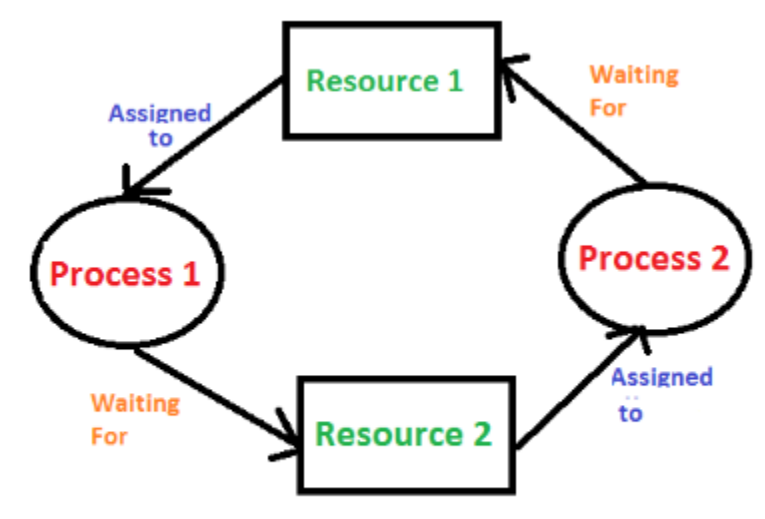 Resource 1
Waiting
For
Assigned
to
Process 2
Process 1
Assigned
to
Waiting
For
Resource 2